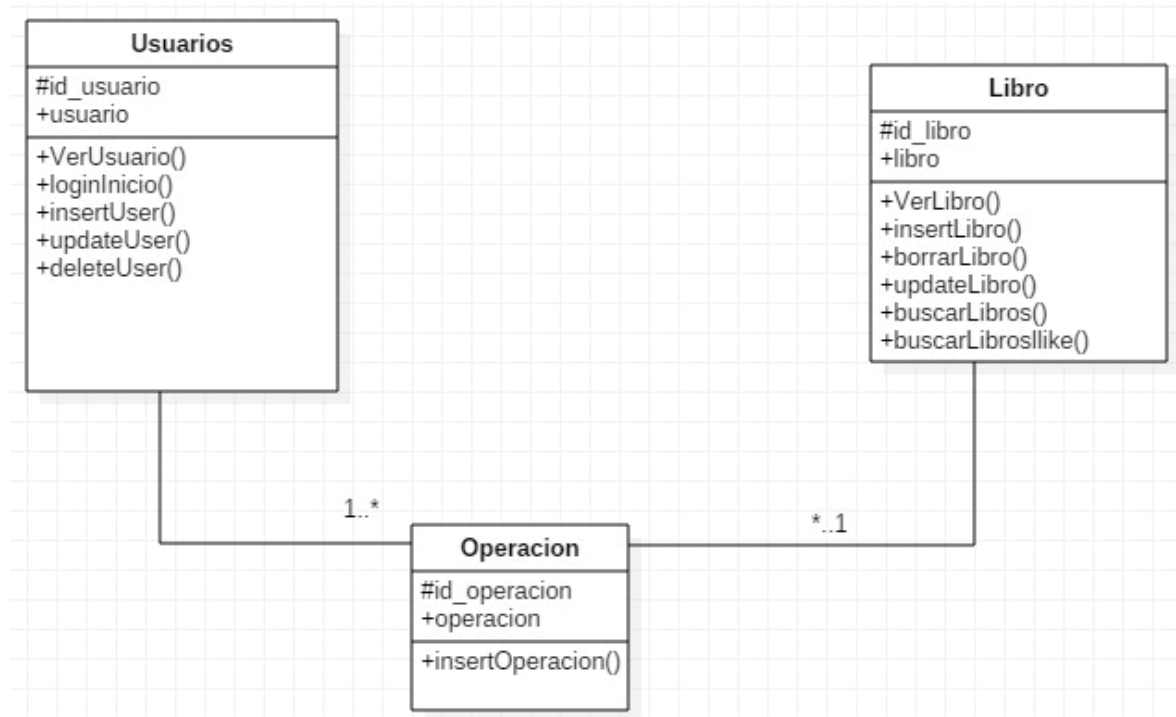 Usuarios
#id_usuario
+usuario
+VerUsuario()
+loginInicio()
+insertUser()
+updateUser()
+deleteUser()
Libro
#id_libro
+libro
+VerLibro()
+insertLibro()
+borrarLibro()
+updateLibro()
+buscarLibros()
+buscarLibrosllike()
1..*
*..1
Operacion
#id_operacion
+operacion
+insertOperacion()